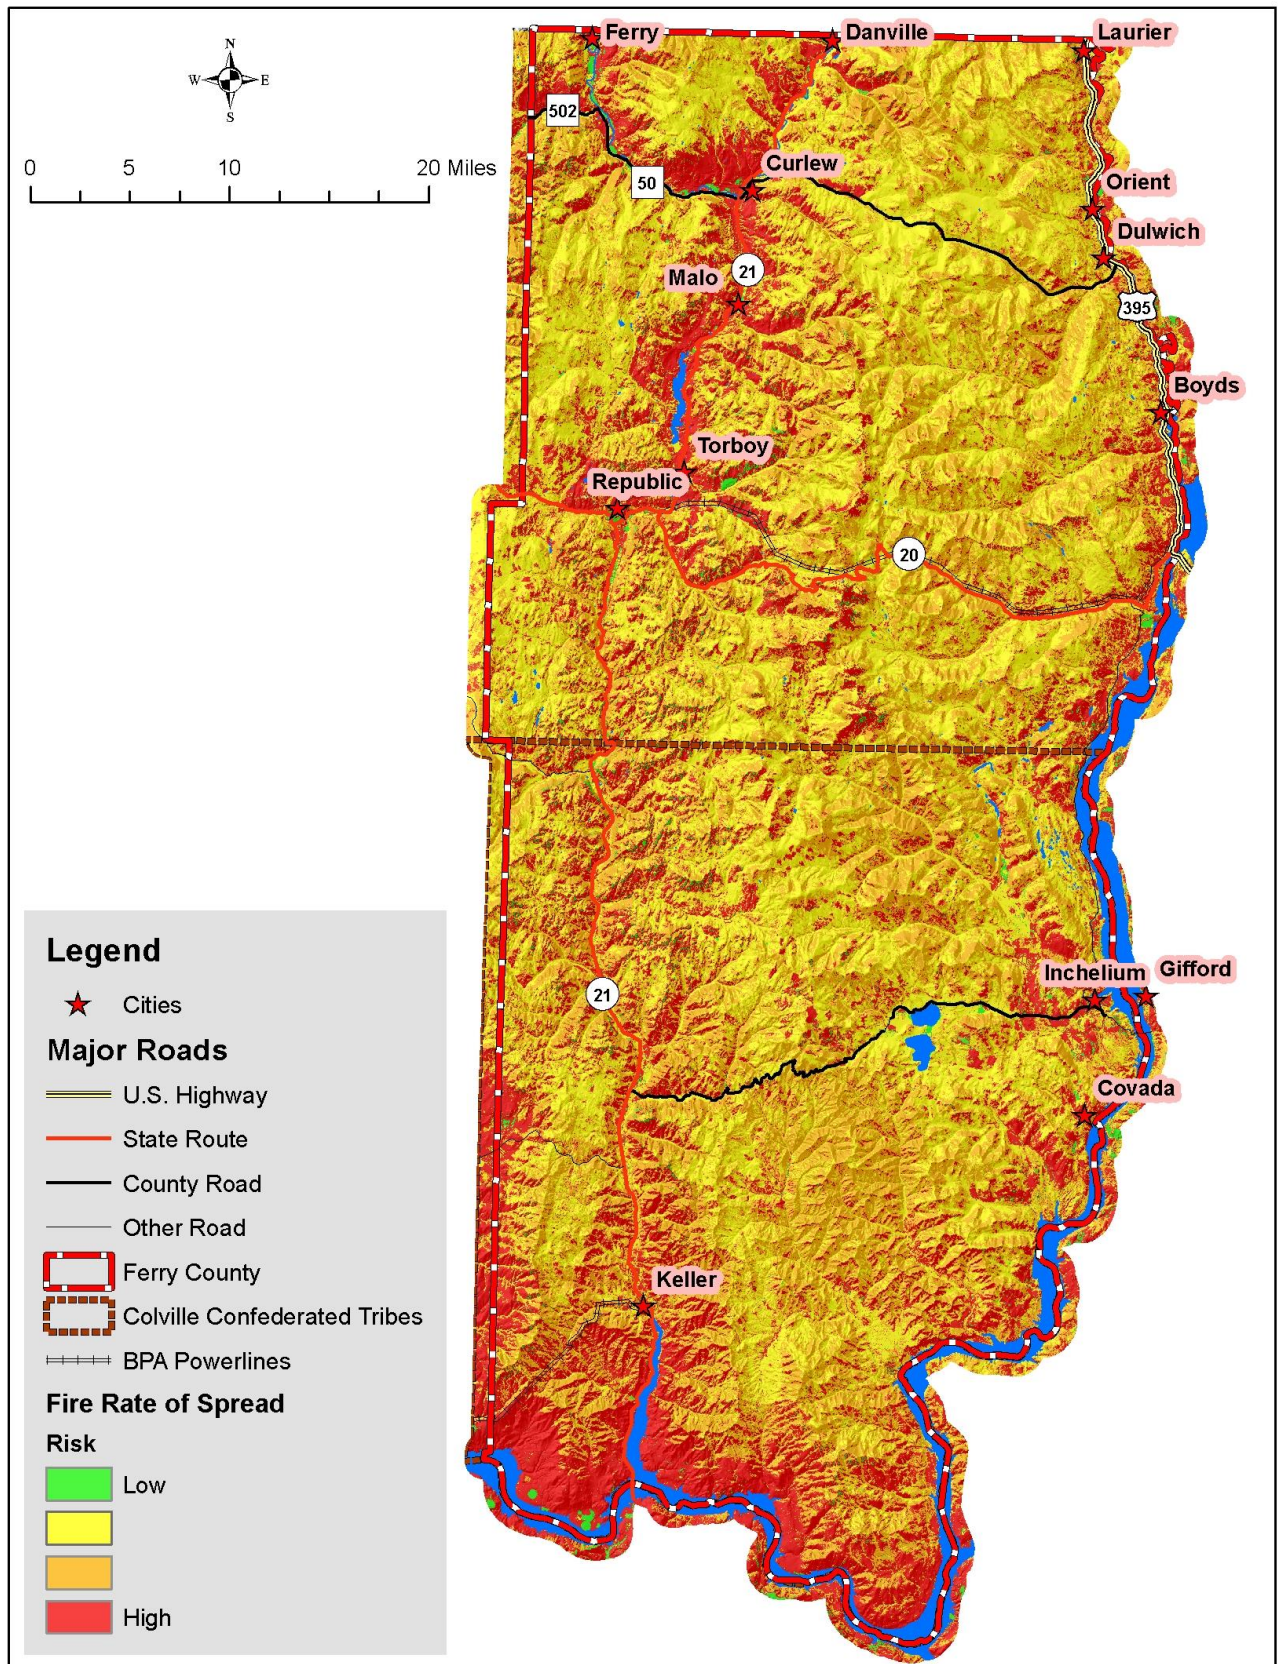 Ferry
Danville
Laurier
N
W E
S
502
0 5 10 20 Miles
Curlew
50
Orient
Dulwich
21
Malo
395
Boyds
Torboy
Republic
20
Inchelium
Gifford
21
Covada
Keller
Legend
Cities
Major Roads
U.S. Highway
State Route
County Road
Other Road
Ferry County
Colville Confederated Tribes
BPA Powerlines
Fire Rate of Spread
Risk
Low
High